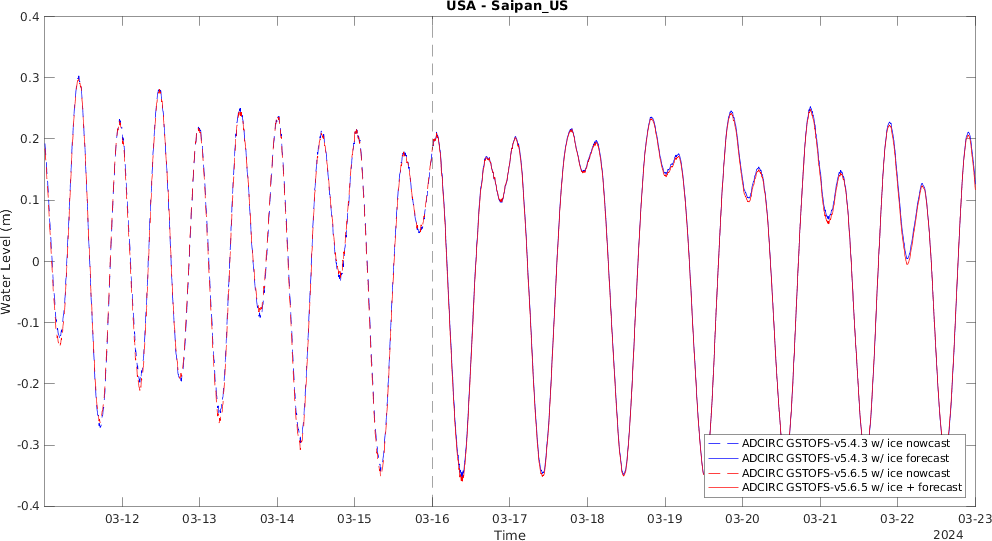 USA - Saipan_US
0.4
0.3
0.2
0.1
0
-0.1
-0.2
-0.3
-0.4
Water Level (m)
ADCIRC GSTOFS-v5.4.3 w/ ice nowcast
ADCIRC GSTOFS-v5.4.3 w/ ice forecast
ADCIRC GSTOFS-v5.6.5 w/ ice nowcast
ADCIRC GSTOFS-v5.6.5 w/ ice + forecast
03-12 03-13 03-14 03-15 03-16 03-17 03-18 03-19 03-20 03-21 03-22 03-23
Time
2024